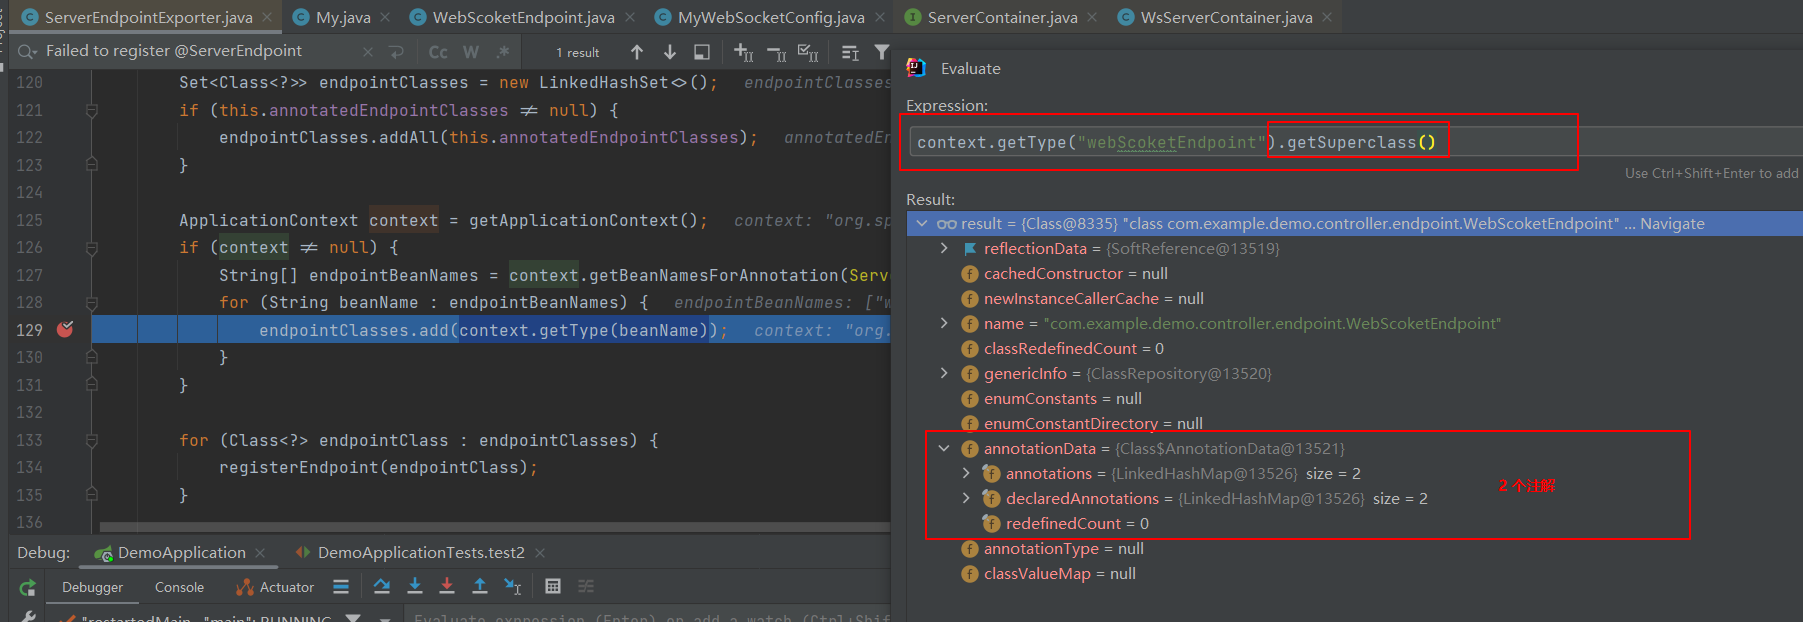 ServerEndpointExporter.java
My.java
WebScoketEndpoint.java
MyWebSocketConfig.java
ServerContainer.java
WsServerContainer.java
Failed to register @ServerEndpoint
Cc W .* 1 result
120 Set<Class<?>> endpointClasses = new LinkedHashSet<>(); endpointClasses
121 if (this.annotatedEndpointClasses ≠ null) {
122 endpointClasses.addAll(this.annotatedEndpointClasses); annotatedEn
123 }
124
125 ApplicationContext context = getApplicationContext(); context: "org.sp
126 if (context ≠ null) {
127 String[] endpointBeanNames = context.getBeanNamesForAnnotation(Serv
128 for (String beanName : endpointBeanNames) { endpointBeanNames: ["w
129 endpointClasses.add(context.getType(beanName)); context: "org.
130 }
131 }
132
133 for (Class<?> endpointClass : endpointClasses) {
134 registerEndpoint(endpointClass);
135 }
136
Evaluate
Expression:
context.getType("webScoketEndpoint").getSuperclass()
Use Ctrl+Shift+Enter to add
Result:
result = {Class@8335} "class com.example.demo.controller.endpoint.WebScoketEndpoint" ... Navigate
reflectionData = {SoftReference@13519}
cachedConstructor = null
newInstanceCallerCache = null
name = "com.example.demo.controller.endpoint.WebScoketEndpoint"
classRedefinedCount = 0
genericInfo = {ClassRepository@13520}
enumConstants = null
enumConstantDirectory = null
annotationData = {Class$AnnotationData@13521}
annotations = {LinkedHashMap@13526} size = 2
declaredAnnotations = {LinkedHashMap@13526} size = 2
2 个注解
redefinedCount = 0
annotationType = null
classValueMap = null
Debug: DemoApplication DemoApplicationTests.test2
Debugger Console Actuator
"restartedMain...."main": RUNNING
Evaluate expression (Enter) or add a watch (Ctrl+Shif